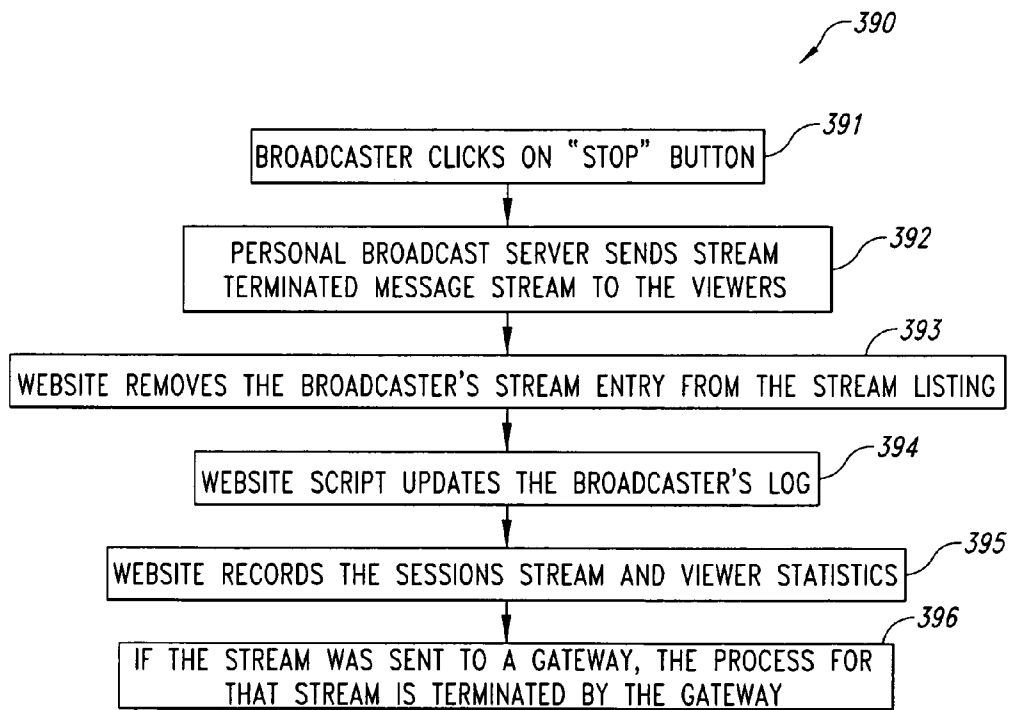 390
391
BROADCASTER CLICKS ON "STOP" BUTTON
392
PERSONAL BROADCAST SERVER SENDS STREAM
TERMINATED MESSAGE STREAM TO THE VIEWERS
393
WEBSITE REMOVES THE BROADCASTER'S STREAM ENTRY FROM THE STREAM LISTING
394
WEBSITE SCRIPT UPDATES THE BROADCASTER'S LOG
395
WEBSITE RECORDS THE SESSIONS STREAM AND VIEWER STATISTICS
396
IF THE STREAM WAS SENT TO A GATEWAY, THE PROCESS FOR
THAT STREAM IS TERMINATED BY THE GATEWAY